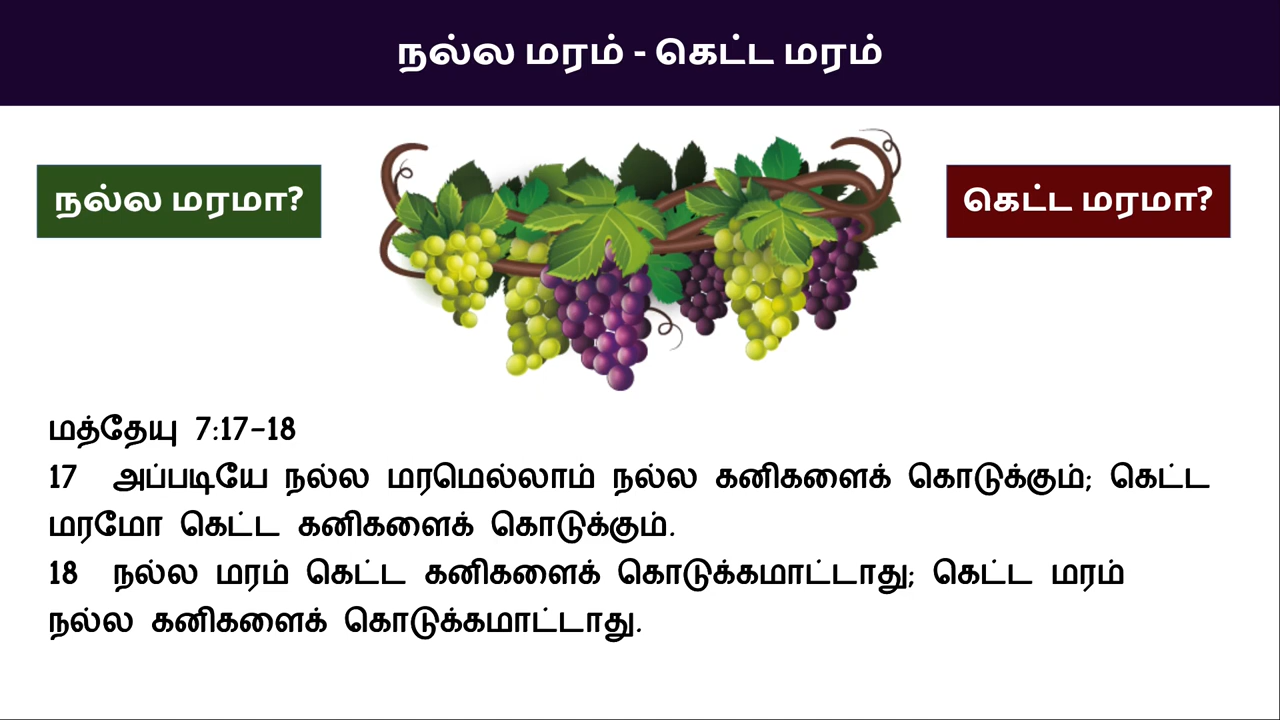 நல்ல மரம் - கெட்ட மரம்
நல்ல மரமா?
கெட்ட மரமா?
மத்தேயு 7:17-18
17 அப்படியே நல்ல மரமெல்லாம் நல்ல கனிகளைக் கொடுக்கும்; கெட்ட
மரமோ கெட்ட கனிகளைக் கொடுக்கும்.
18 நல்ல மரம் கெட்ட கனிகளைக் கொடுக்கமாட்டாது; கெட்ட மரம்
நல்ல கனிகளைக் கொடுக்கமாட்டாது.